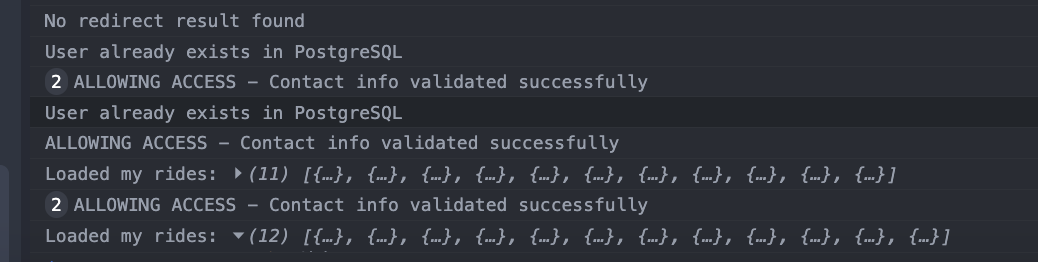 No redirect result found
User already exists in PostgreSQL
2 ALLOWING ACCESS – Contact info validated successfully
User already exists in PostgreSQL
ALLOWING ACCESS – Contact info validated successfully
Loaded my rides: ▶(11) [{…}, {…}, {…}, {…}, {…}, {…}, {…}, {…}, {…}, {…}, {…}]
2 ALLOWING ACCESS – Contact info validated successfully
Loaded my rides: ▼(12) [{…}, {…}, {…}, {…}, {…}, {…}, {…}, {…}, {…}, {…}, {…}, {…}]